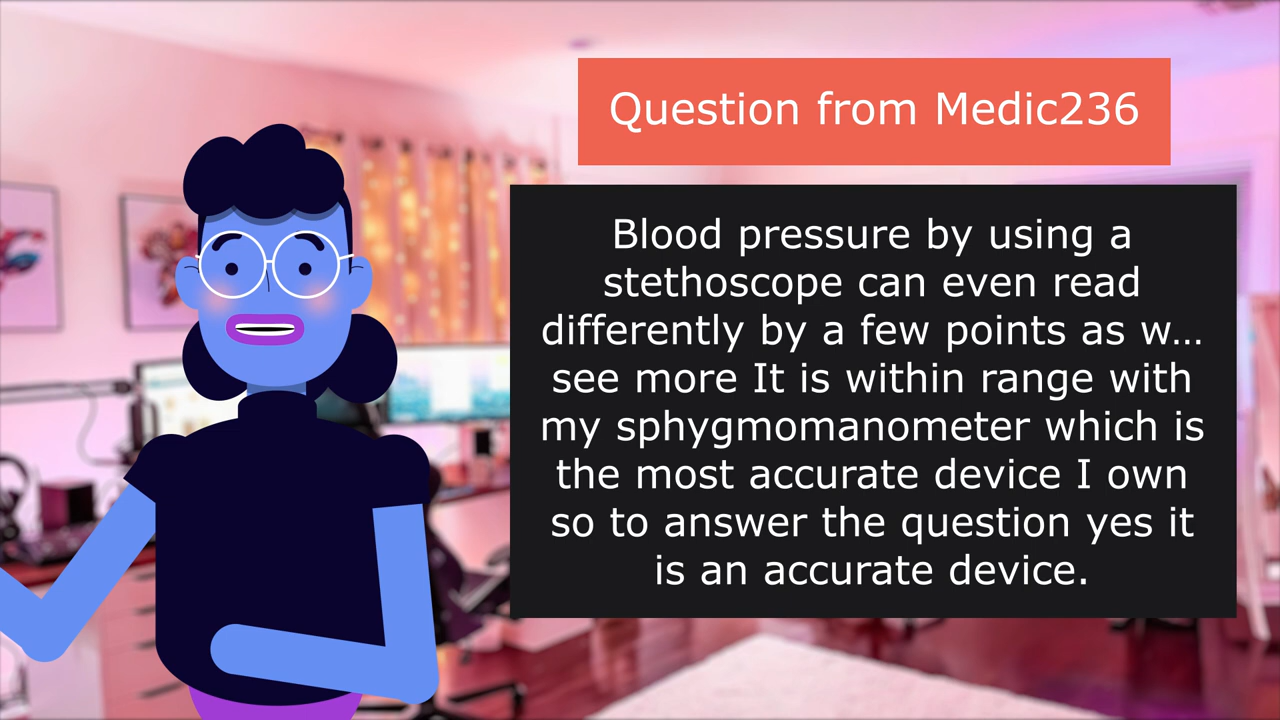 Question from Medic236
Blood pressure by using a
stethoscope can even read
differently by a few points as w...
see more It is within range with
my sphygmomanometer which is
the most accurate device I own
so to answer the question yes it
is an accurate device.